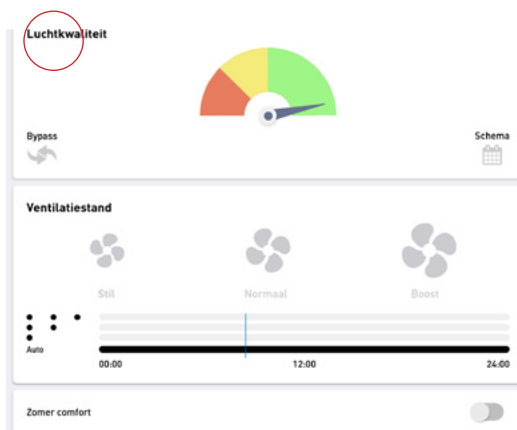 Luchtkwaliteit
Bypass
Schema
Ventilatiestand
Stil
Normaal
Boost
Auto
00:00
12:00
24:00
Zomer comfort